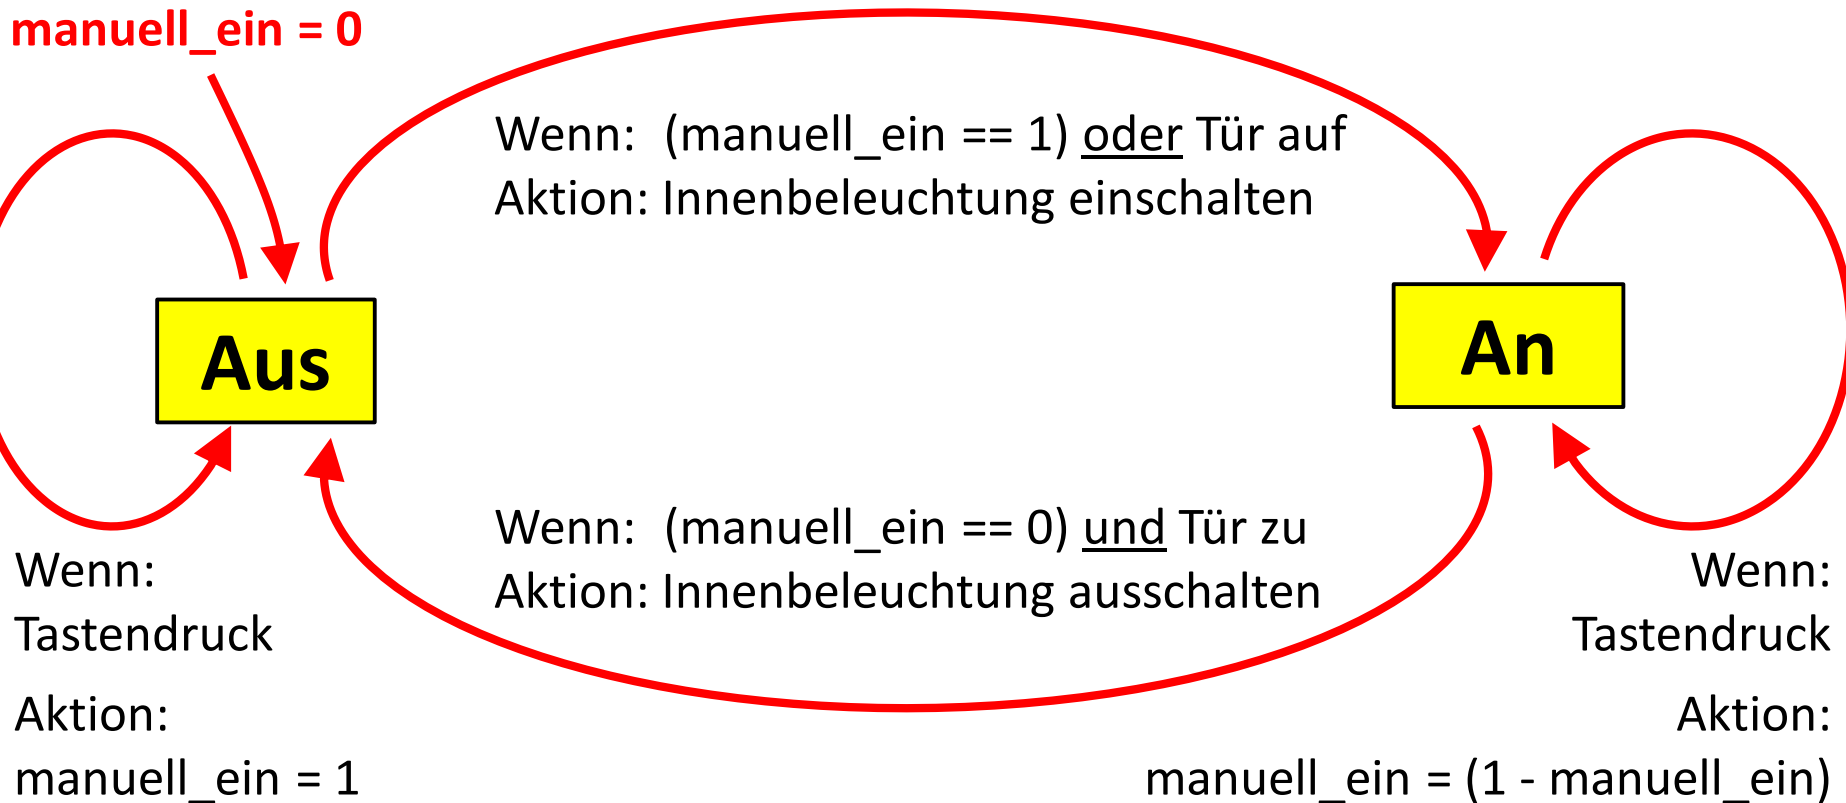 manuell_ein = 0
Wenn: (manuell_ein == 1) oder Tür auf
Aktion: Innenbeleuchtung einschalten
Aus
An
Wenn: (manuell_ein == 0) und Tür zu
Aktion: Innenbeleuchtung ausschalten
Wenn:
Tastendruck
Aktion:
manuell_ein = 1
Wenn:
Tastendruck
Aktion:
manuell_ein = (1 - manuell_ein)